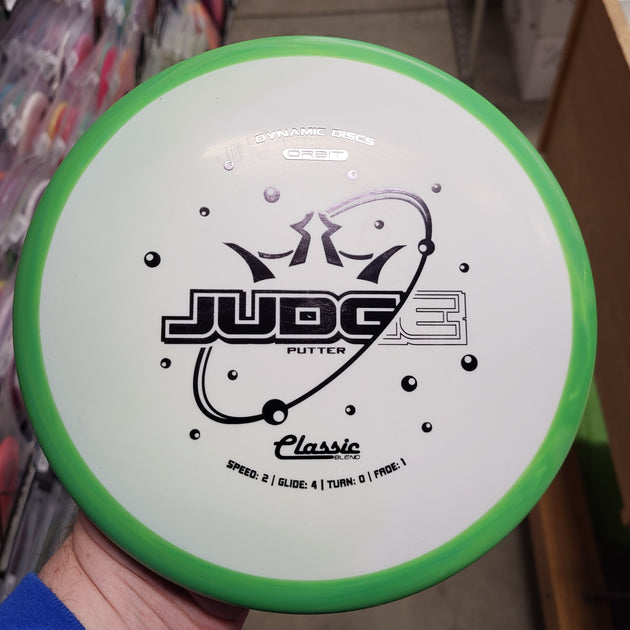 DYNAMIC DISCS
ORBIT
JUDGE
PUTTER
Classic
BLEND
SPEED: 2 | GLIDE: 4 | TURN: 0 | FADE: 1